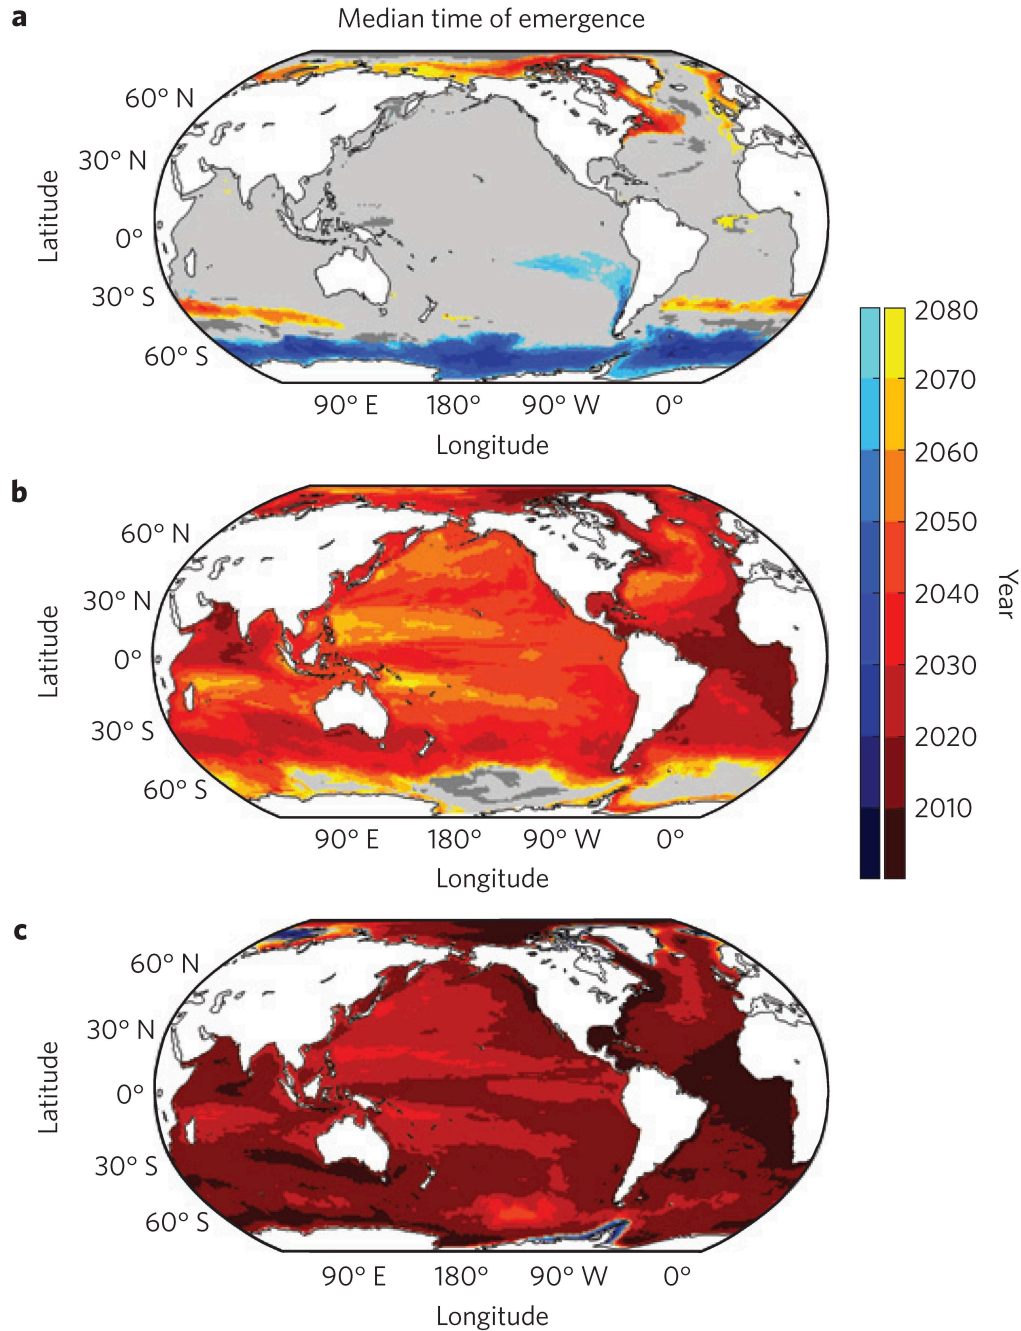 a
Median time of emergence
60° N
30° N
0°
30° S
60° S
Latitude
90° E 180° 90° W 0°
Longitude
b
60° N
30° N
0°
30° S
60° S
Latitude
90° E 180° 90° W 0°
Longitude
2080
2070
2060
2050
2040
2030
2020
2010
Year
c
60° N
30° N
0°
30° S
60° S
Latitude
90° E 180° 90° W 0°
Longitude